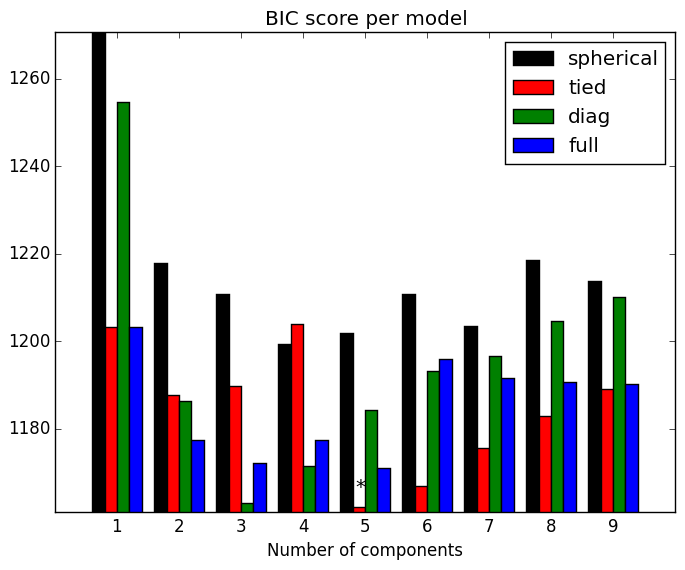 BIC score per model
1260
1240
1220
1200
1180
spherical
tied
diag
full
*
1 2 3 4 5 6 7 8 9
Number of components